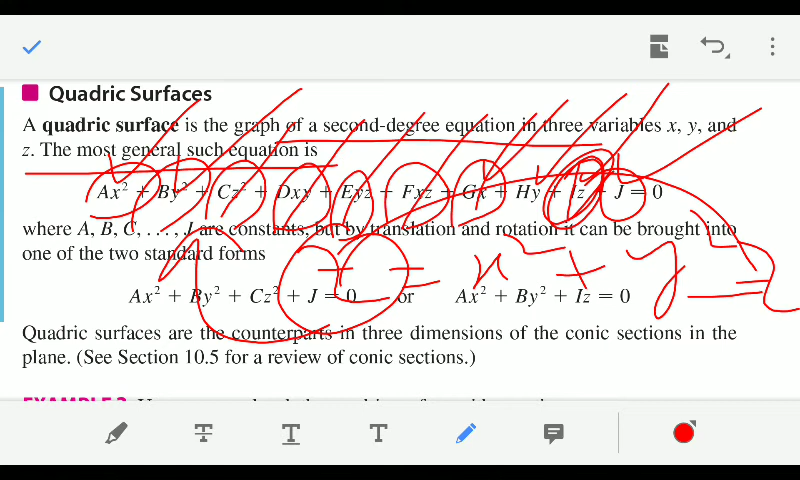 Quadric Surfaces
A quadric surface is the graph of a second-degree equation in three variables x, y, and
z. The most general such equation is
Ax² + By² + Cz² + Dxy + Eyz + Fxz + Gx + Hy + Iz + J = 0
where A, B, C, . . . , J are constants, but by translation and rotation it can be brought into
one of the two standard forms
Ax² + By² + Cz² + J = 0 or Ax² + By² + Iz = 0
Quadric surfaces are the counterparts in three dimensions of the conic sections in the
plane. (See Section 10.5 for a review of conic sections.)